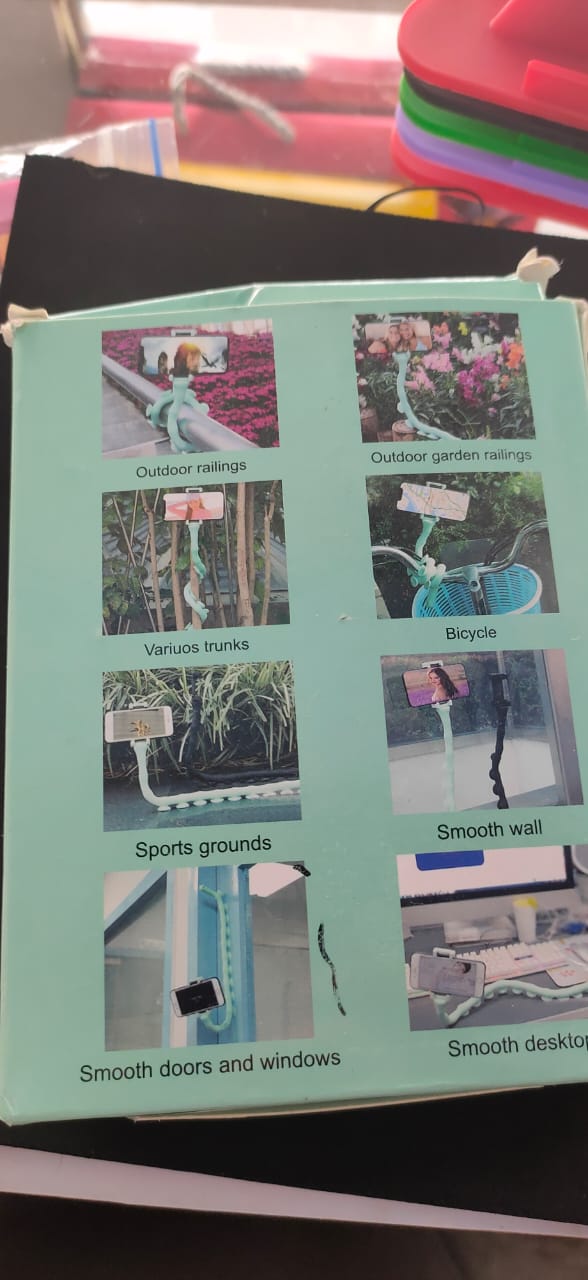 Outdoor railings
Outdoor garden railings
Variuos trunks
Bicycle
Sports grounds
Smooth wall
Smooth doors and windows
Smooth desktop